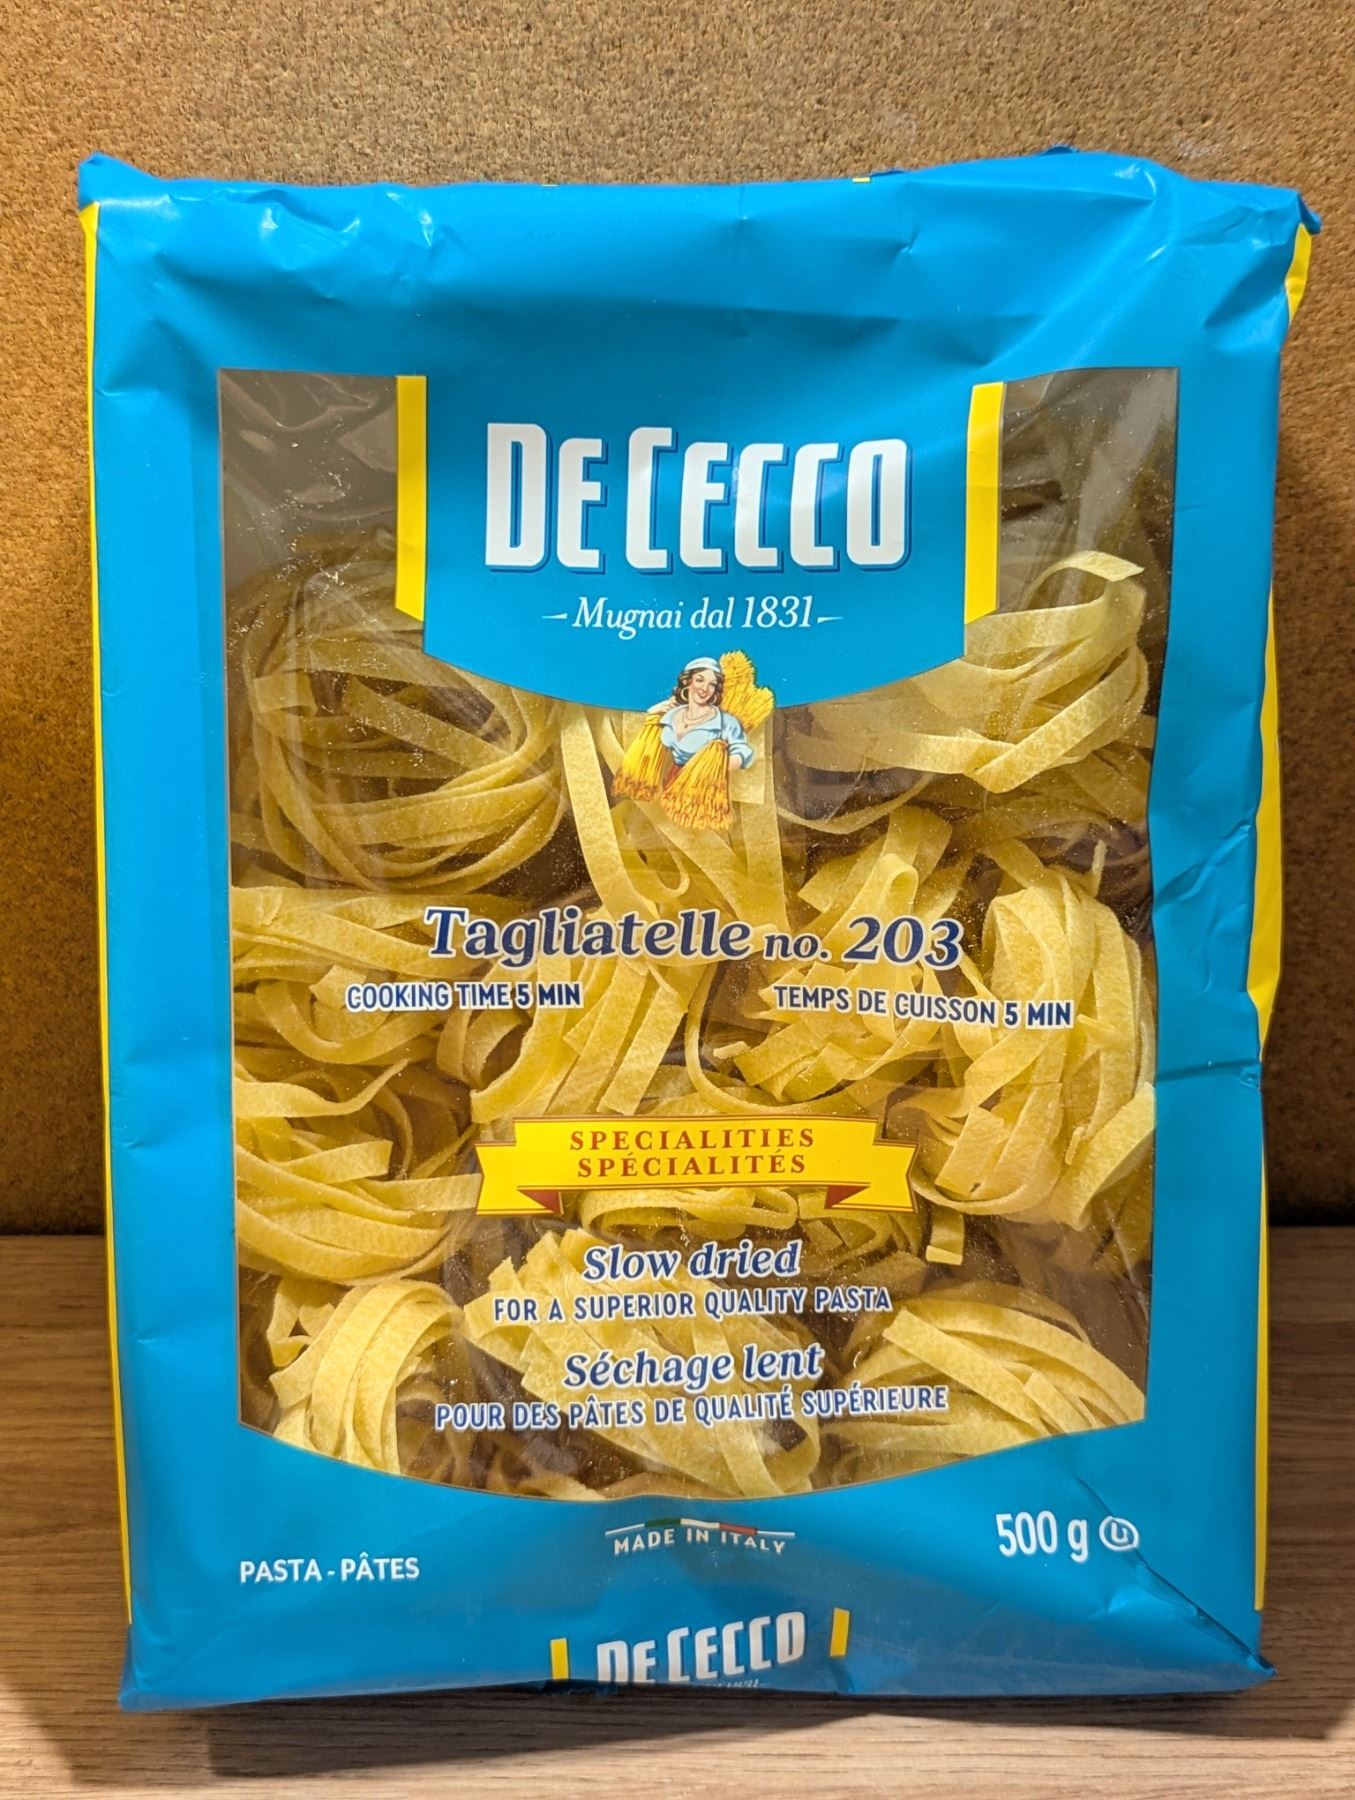 DE CECCO
Mugnai dal 1831
Tagliatelle no. 203
COOKING TIME 5 MIN
TEMPS DE CUISSON 5 MIN
SPECIALITIES
SPÉCIALITÉS
Slow dried
FOR A SUPERIOR QUALITY PASTA
Séchage lent
POUR DES PÂTES DE QUALITÉ SUPÉRIEURE
MADE IN ITALY
500 g U
PASTA - PÂTES
DE CECCO